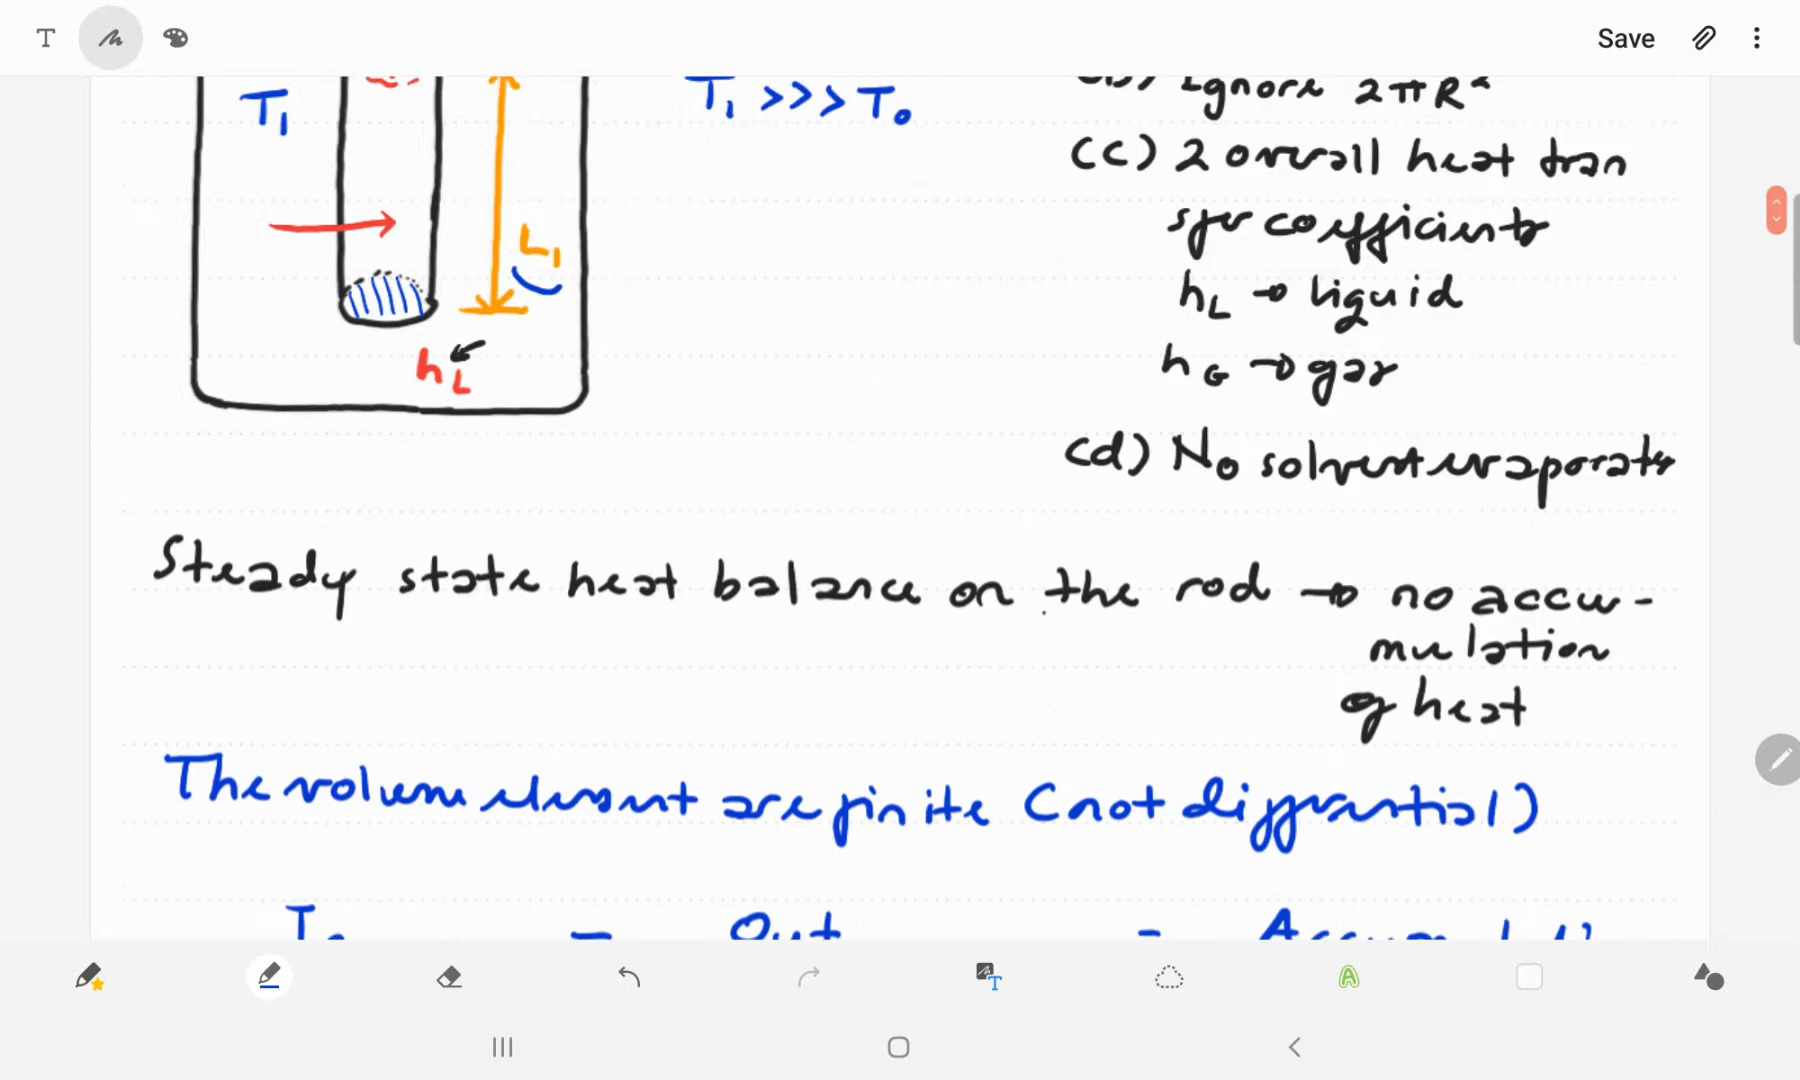 T
Save
T₁
T₁ >>> T₀
Ignore 2πR²
(c) 2 overall heat tran
sfer coefficients
L₁
hL → liquid
hL
hG → gas
(d) No solvent evaporates
Steady state heat balance on the rod → no accu-
mulation
of heat
The volume element are finite (not differential)
- Out =
T
A